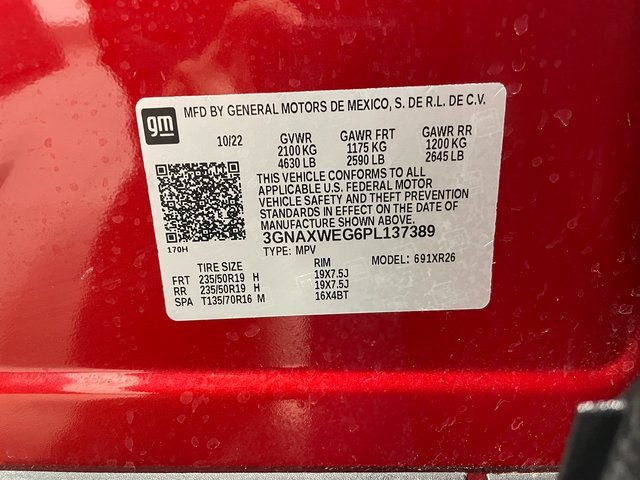 gm
MFD BY GENERAL MOTORS DE MEXICO, S. DE R.L. DE C.V.
10/22 GVWR GAWR FRT GAWR RR
2100 KG 1175 KG 1200 KG
4630 LB 2590 LB 2645 LB
THIS VEHICLE CONFORMS TO ALL
APPLICABLE U.S. FEDERAL MOTOR
VEHICLE SAFETY AND THEFT PREVENTION
STANDARDS IN EFFECT ON THE DATE OF
MANUFACTURE SHOWN ABOVE.
170H 3GNAXWEG6PL137389
TYPE: MPV MODEL: 691XR26
TIRE SIZE RIM
FRT 235/50R19 H 19X7.5J
RR 235/50R19 H 19X7.5J
SPA T135/70R16 M 16X4BT